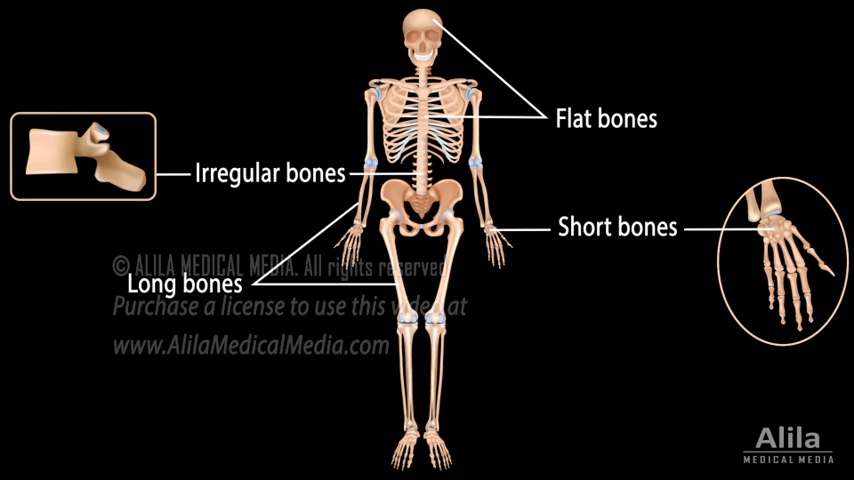 Flat bones
Irregular bones
Short bones
© ALILA MEDICAL MEDIA. All rights reserved
Long bones
Purchase a license to use this video at
www.AlilaMedicalMedia.com
Alila
MEDICAL MEDIA